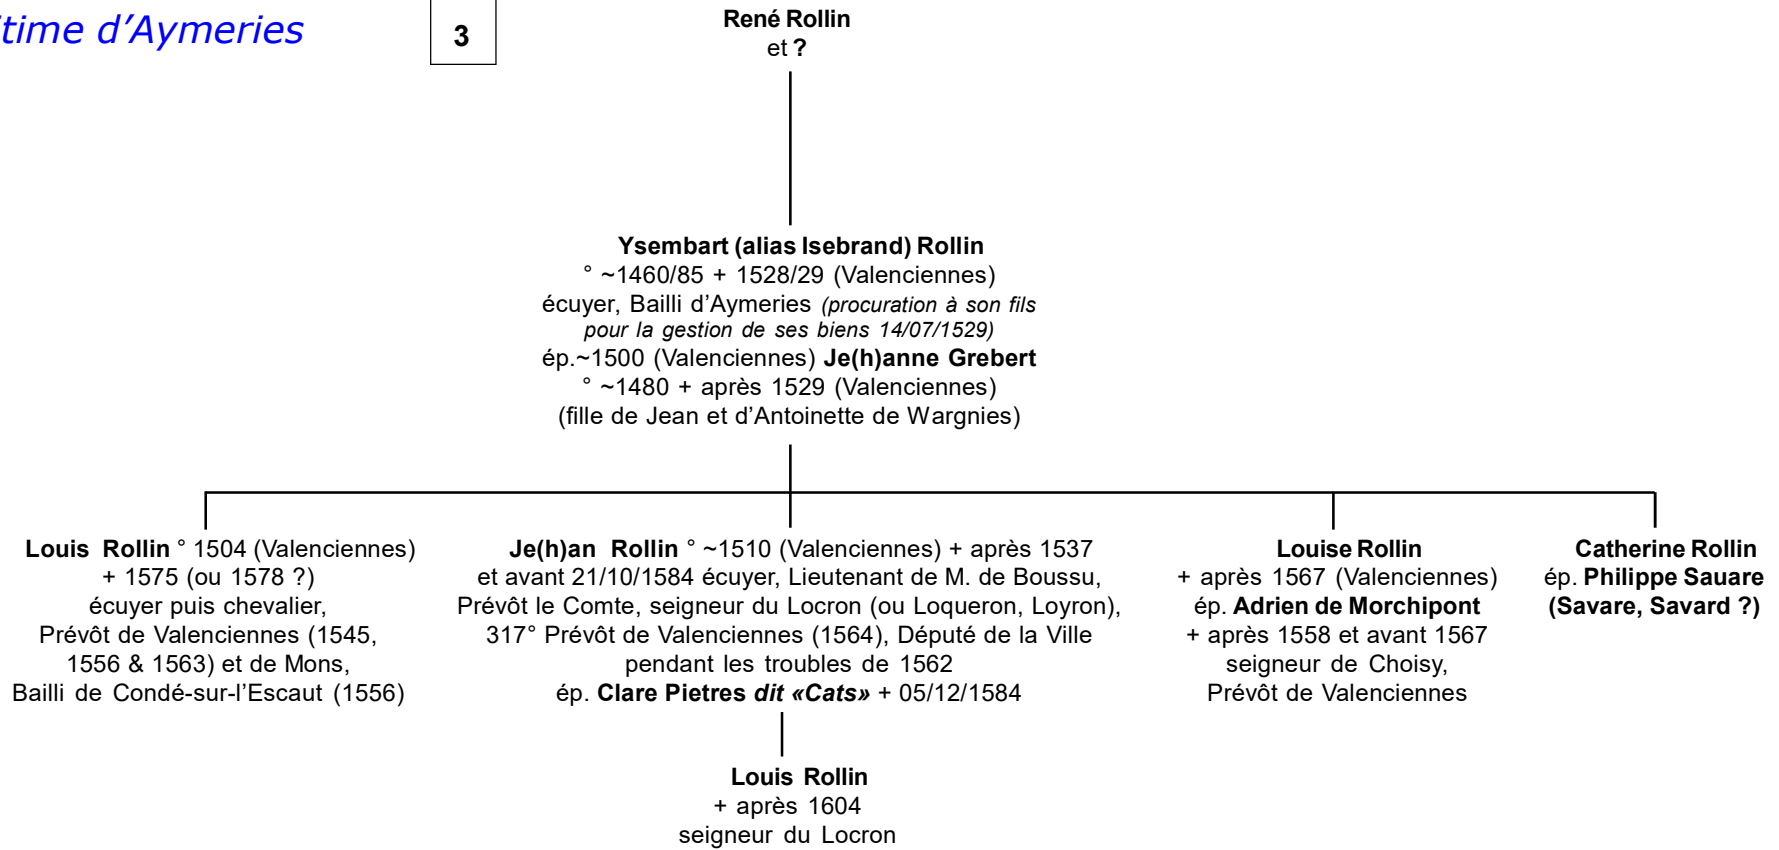 time d’Aymeries
3
René Rollin
et ?
Ysembart (alias Isebrand) Rollin
° ~1460/85 + 1528/29 (Valenciennes)
écuyer, Bailli d’Aymeries (procuration à son fils
pour la gestion de ses biens 14/07/1529)
ép.~1500 (Valenciennes) Je(h)anne Grebert
° ~1480 + après 1529 (Valenciennes)
(fille de Jean et d’Antoinette de Wargnies)
Louis Rollin ° 1504 (Valenciennes)
+ 1575 (ou 1578 ?)
écuyer puis chevalier,
Prévôt de Valenciennes (1545,
1556 & 1563) et de Mons,
Bailli de Condé-sur-l’Escaut (1556)
Je(h)an Rollin ° ~1510 (Valenciennes) + après 1537
et avant 21/10/1584 écuyer, Lieutenant de M. de Boussu,
Prévôt le Comte, seigneur du Locron (ou Loqueron, Loyron),
317° Prévôt de Valenciennes (1564), Député de la Ville
pendant les troubles de 1562
ép. Clare Pietres dit «Cats» + 05/12/1584
Louise Rollin
+ après 1567 (Valenciennes)
ép. Adrien de Morchipont
+ après 1558 et avant 1567
seigneur de Choisy,
Prévôt de Valenciennes
Catherine Rollin
ép. Philippe Sauare
(Savare, Savard ?)
Louis Rollin
+ après 1604
seigneur du Locron